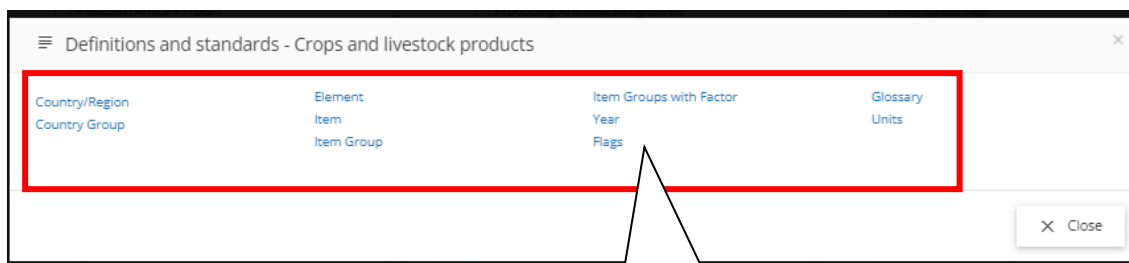 Definitions and standards - Crops and livestock products
Country/Region
Country Group
Element
Item
Item Group
Item Groups with Factor
Year
Flags
Glossary
Units
Close